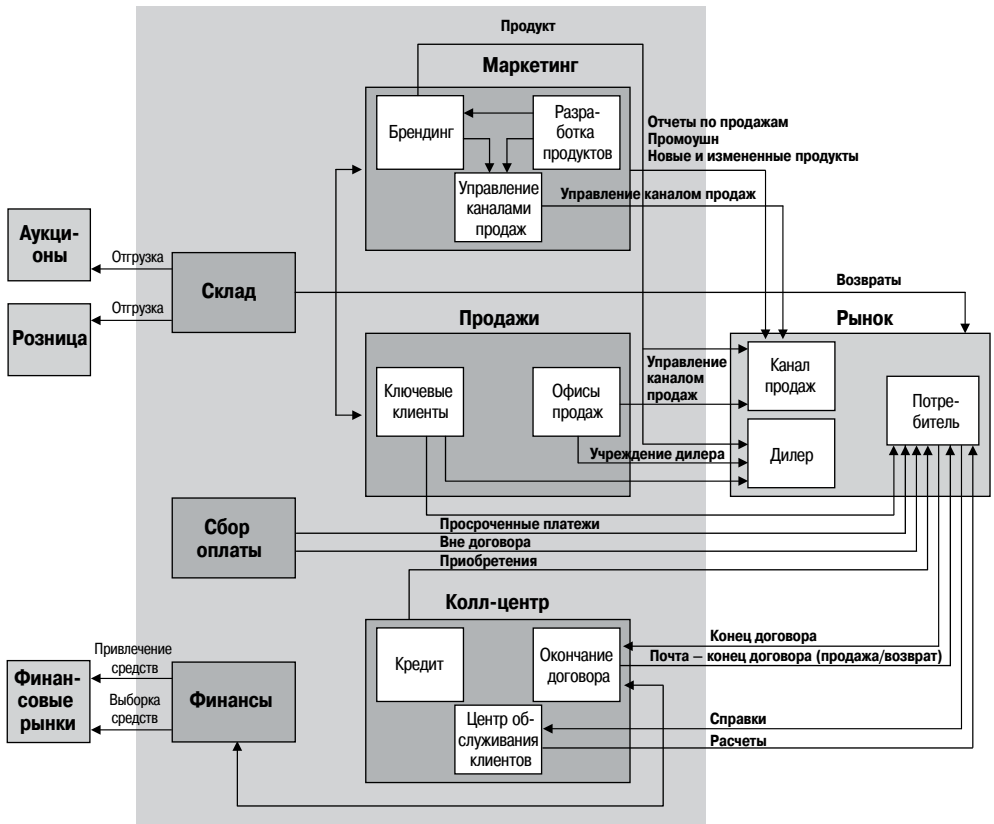 Продукт
Маркетинг
Брендинг
Разра-
ботка
продуктов
Управление
каналами
продаж
Отчеты по продажам
Промоушн
Новые и измененные продукты
Управление каналом продаж
Аукци-
оны
Отгрузка
Склад
Возвраты
Розница
Отгрузка
Продажи
Рынок
Ключевые
клиенты
Офисы
продаж
Управление
каналом
продаж
Канал
продаж
Потре-
битель
Учреждение дилера
Дилер
Сбор
оплаты
Просроченные платежи
Вне договора
Приобретения
Колл-центр
Кредит
Окончание
договора
Конец договора
Почта – конец договора (продажа/возврат)
Финан-
совые
рынки
Привлечение
средств
Выборка
средств
Финансы
Центр об-
служивания
клиентов
Справки
Расчеты